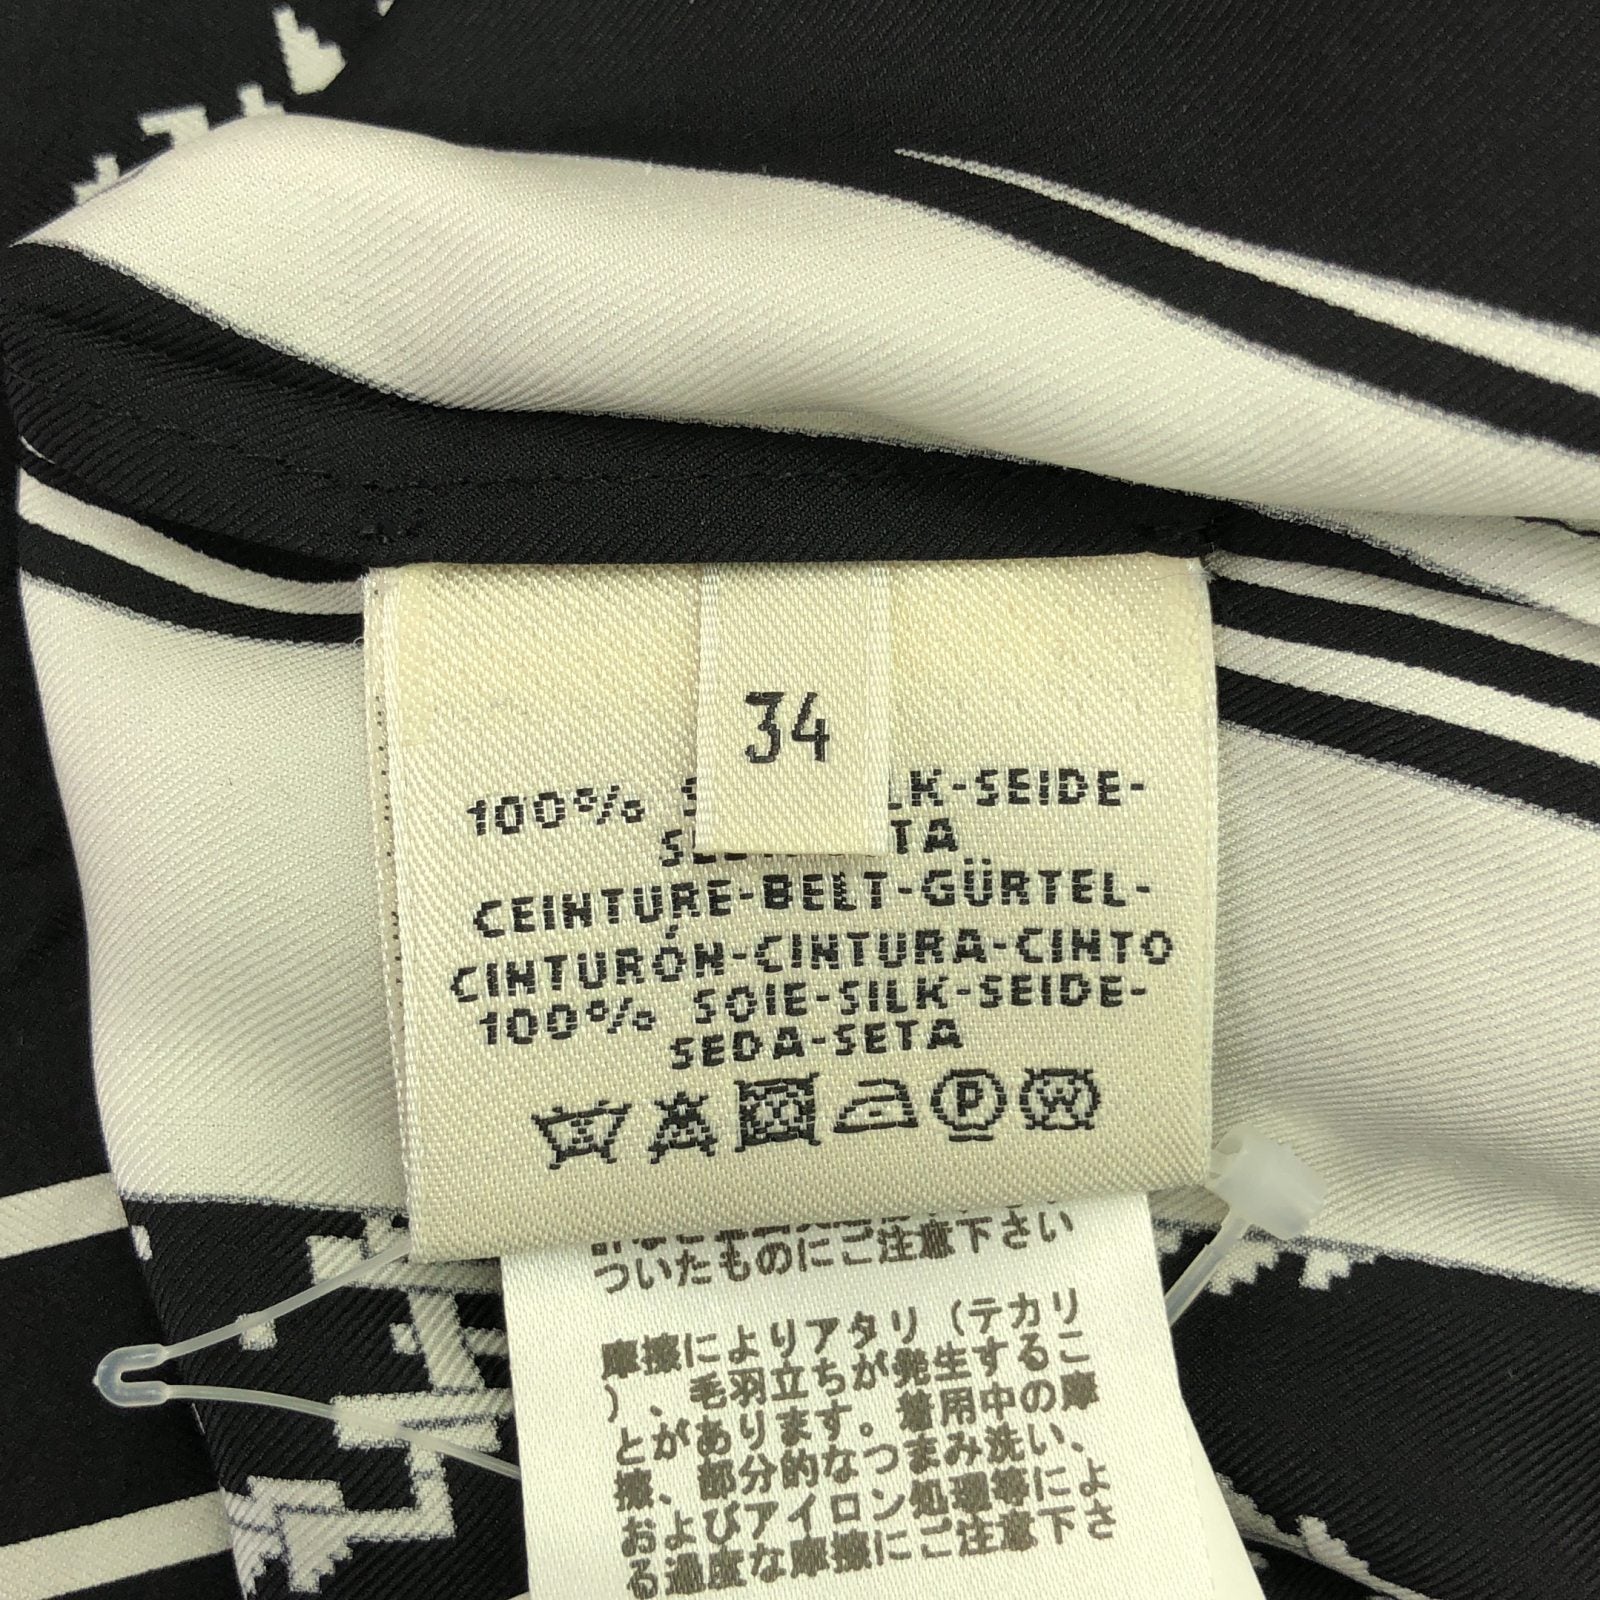 34
100% LK-SEIDE-
TA
CEINTURE-BELT-GÜRTEL-
CINTURÓN-CINTURA-CINTO
100% SOIE-SILK-SEIDE-
SEDA-SETA
P W
ついたものにご注意下さい
摩擦によりアタリ（テカリ
）、毛羽立ちが発生するこ
とがあります。着用中の摩
擦、部分的なつまみ洗い、
およびアイロン処理等によ
る過度な摩擦にご注意下さ